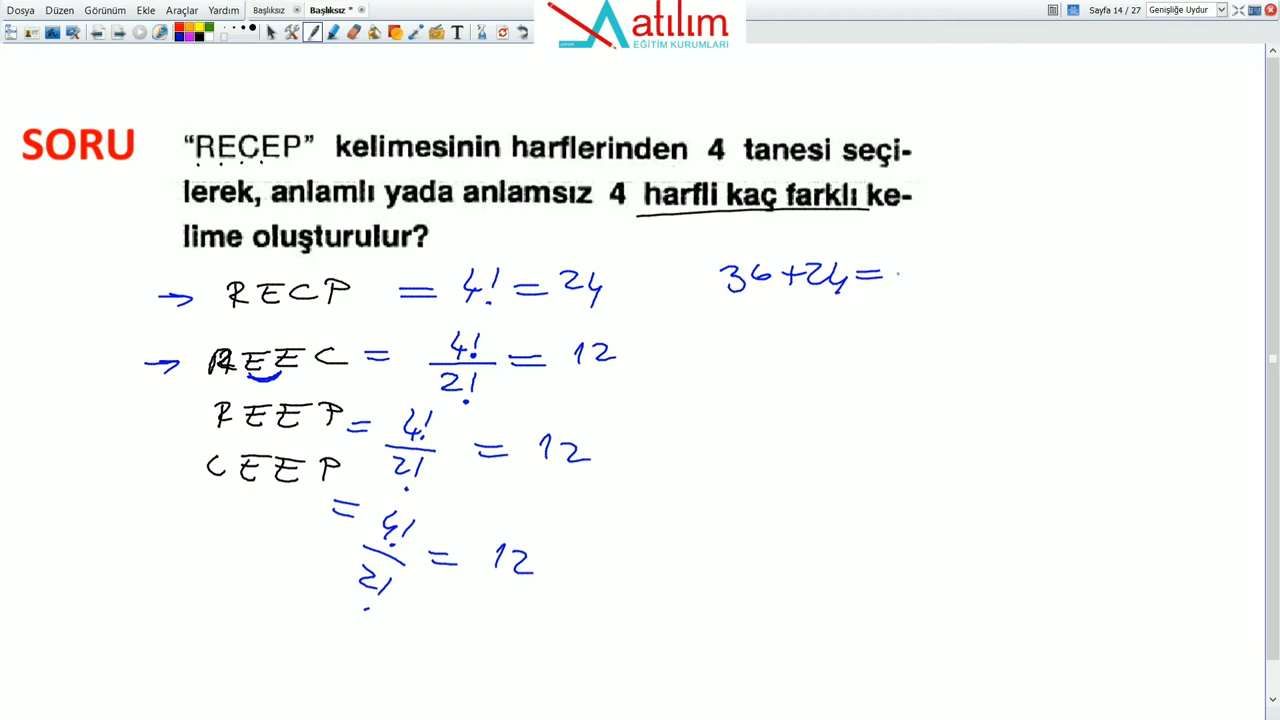 Dosya Düzen Görünüm Ekle Araçlar Yardım Başlıksız Başlıksız * Sayfa 14 / 27 Genişliğe Uydur
atılım
EĞİTİM KURUMLARI
SORU "RECEP" kelimesinin harflerinden 4 tanesi seçi-
lerek, anlamlı yada anlamsız 4 harfli kaç farklı ke-
lime oluşturulur?
→ RECP = 4! = 24
36+24=
→ REEC = 4!/2! = 12
REEP = 4!/2! = 12
CEEP
= 4!/2! = 12